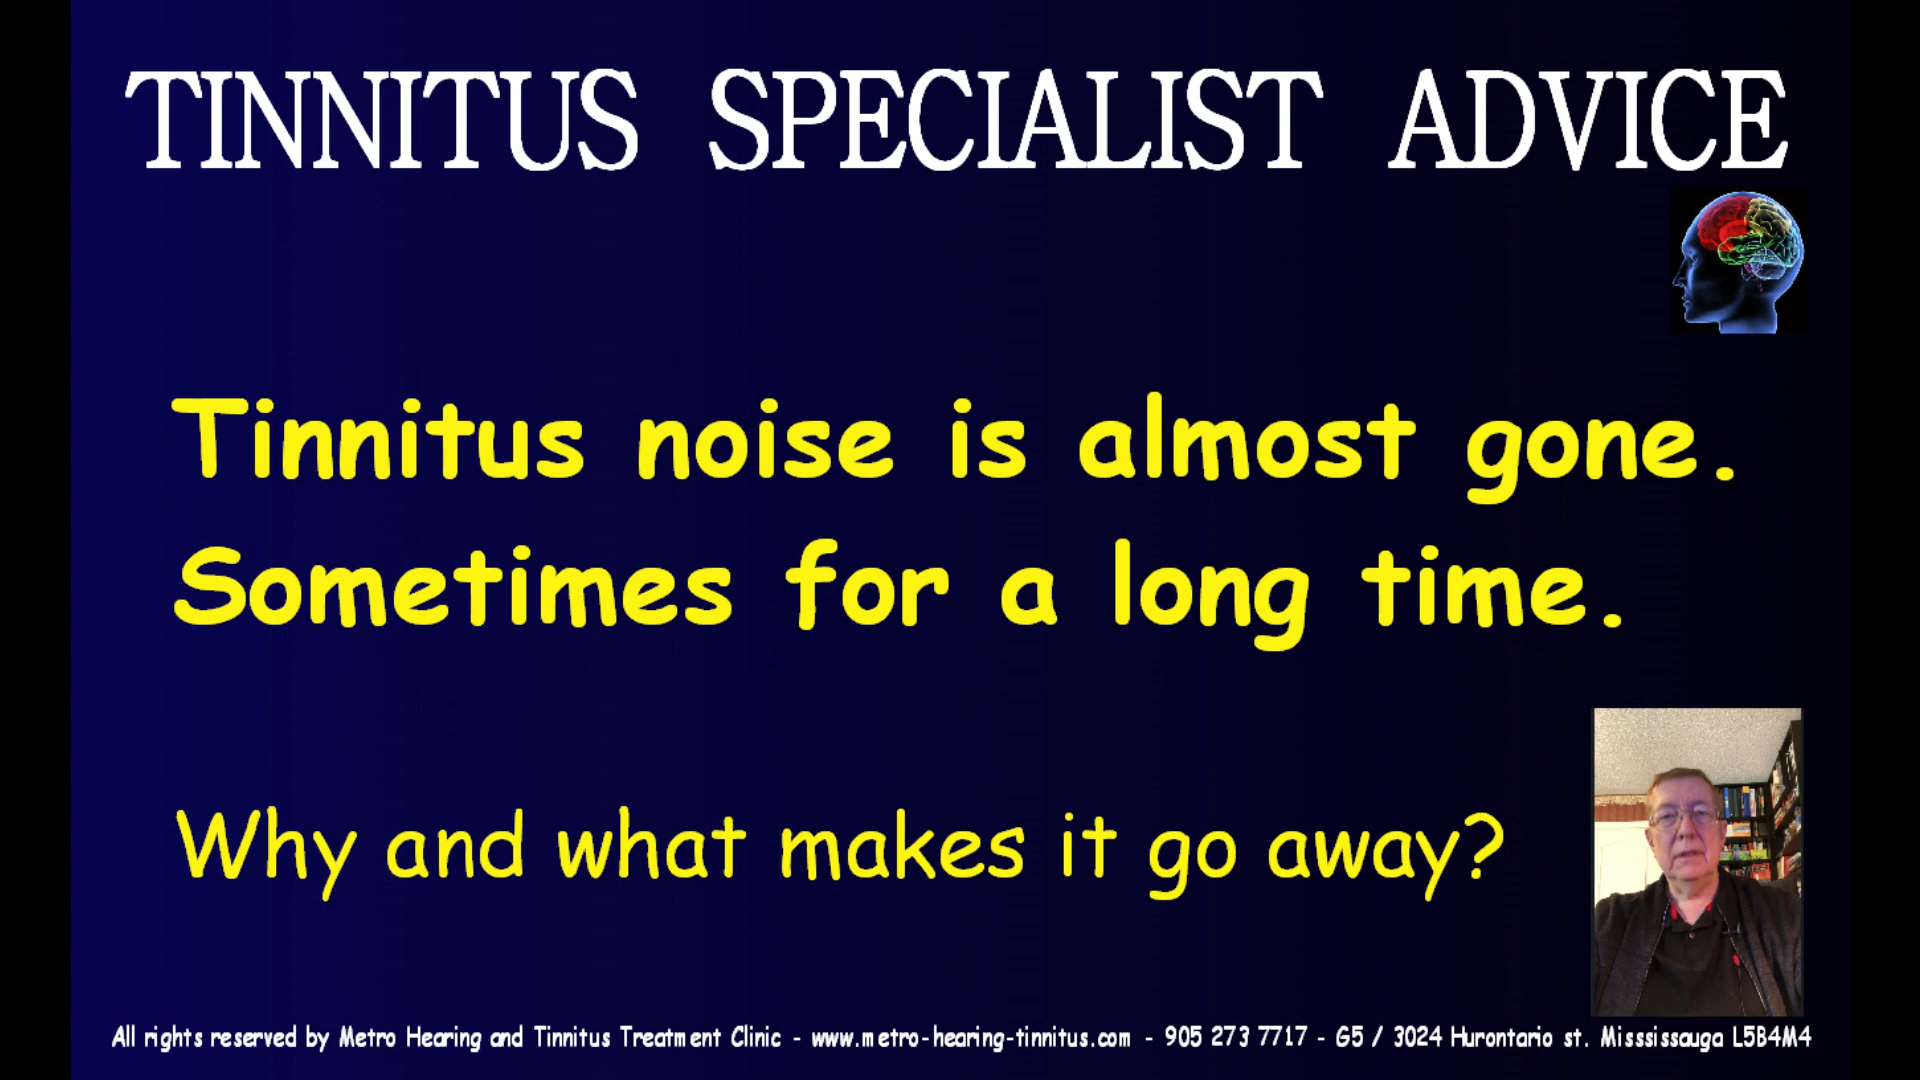 TINNITUS SPECIALIST ADVICE
Tinnitus noise is almost gone.
Sometimes for a long time.
Why and what makes it go away?
All rights reserved by Metro Hearing and Tinnitus Treatment Clinic - www.metro-hearing-tinnitus.com - 905 273 7717 - G5 / 3024 Hurontario st. Misssissauga L5B4M4